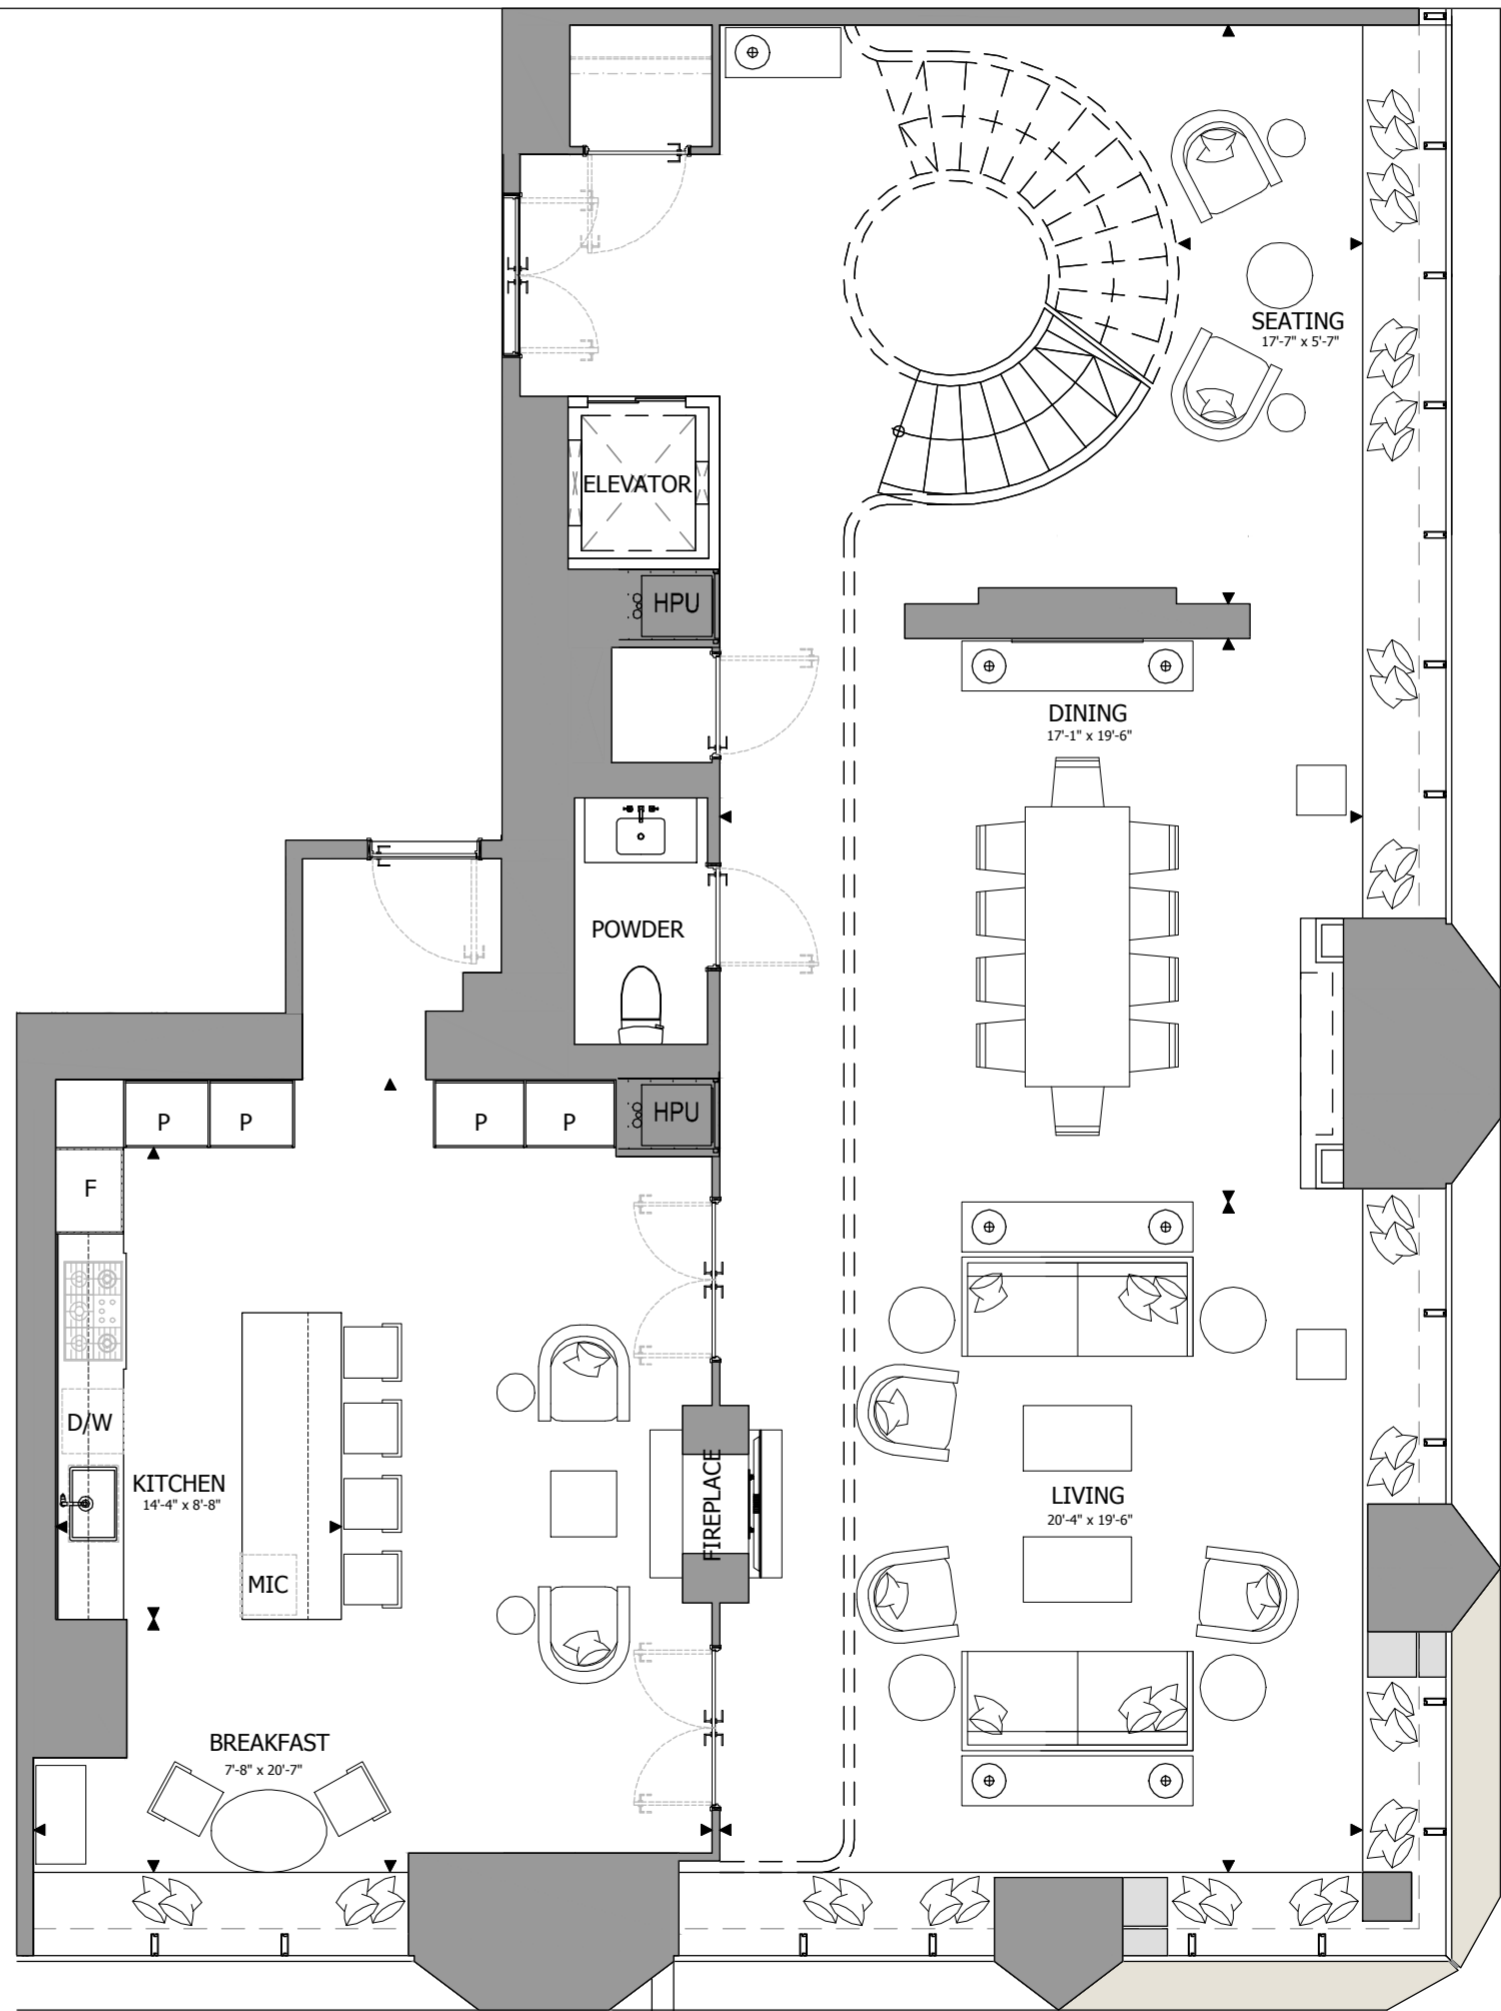 SEATING
17'-7" x 5'-7"
ELEVATOR
HPU
DINING
17'-1" x 19'-6"
POWDER
P
P
P
P
HPU
F
D/W
KITCHEN
14'-4" x 8'-8"
MIC
FIREPLACE
LIVING
20'-4" x 19'-6"
BREAKFAST
7'-8" x 20'-7"